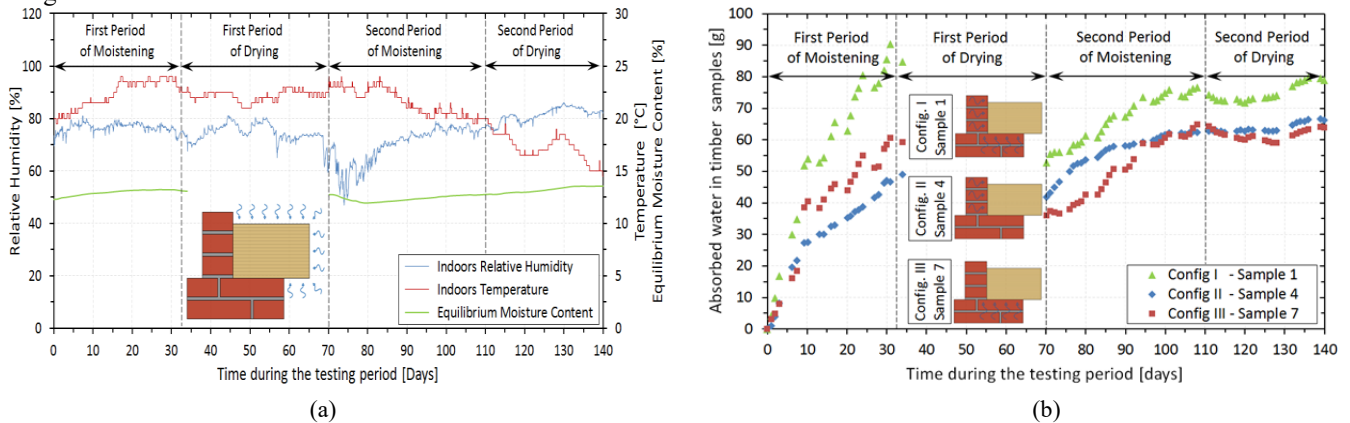 120
100
80
60
40
20
0
Relative Humidity [%]
First Period
of Moistening
First Period
of Drying
Second Period
of Moistening
Second Period
of Drying
30
25
20
15
10
5
0
Temperature [°C]
Equilibrium Moisture Content [%]
Indoors Relative Humidity
Indoors Temperature
Equilibrium Moisture Content
0 10 20 30 40 50 60 70 80 90 100 110 120 130 140
Time during the testing period [Days]
(a)
100
90
80
70
60
50
40
30
20
10
0
Absorbed water in timber samples [g]
First Period
of Moistening
First Period
of Drying
Second Period
of Moistening
Second Period
of Drying
Config. I
Sample 1
Config. II
Sample 4
Config. III
Sample 7
Config I - Sample 1
Config II - Sample 4
Config III - Sample 7
0 10 20 30 40 50 60 70 80 90 100 110 120 130 140
Time during the testing period [days]
(b)